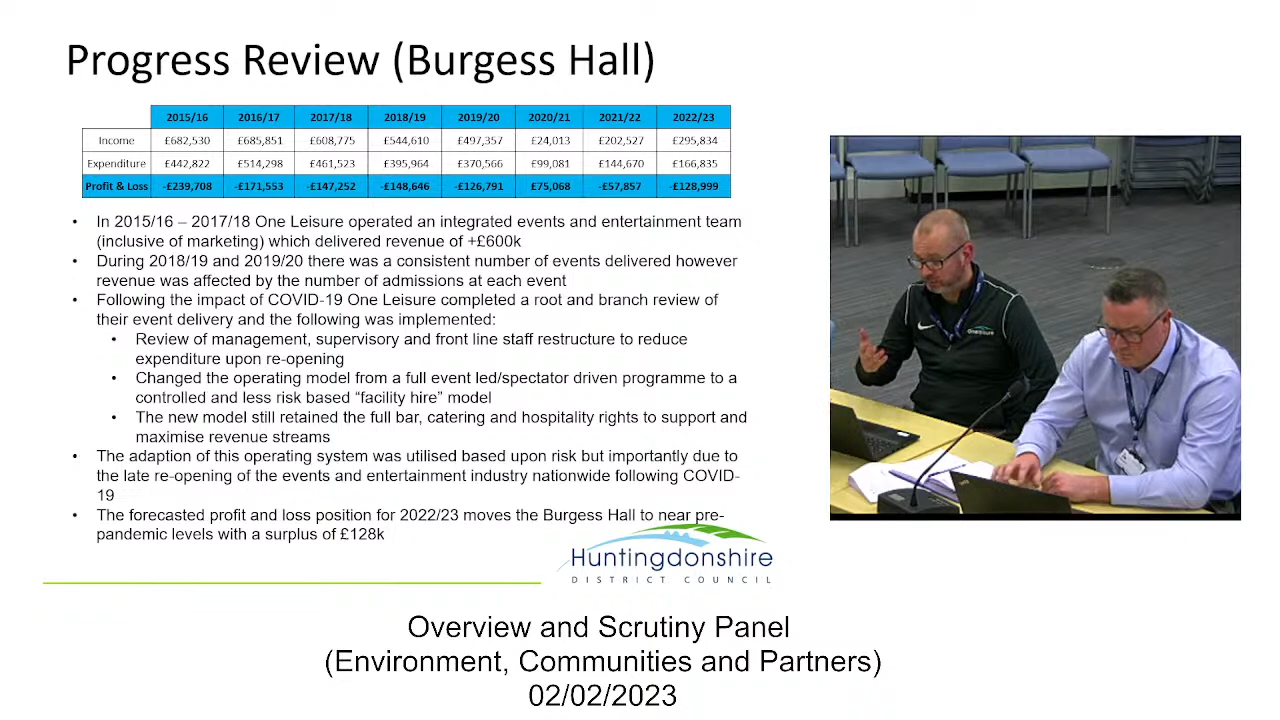 Progress Review (Burgess Hall)
2015/16 2016/17 2017/18 2018/19 2019/20 2020/21 2021/22 2022/23
Income £682,530 £685,851 £608,775 £544,610 £497,357 £24,013 £202,527 £295,834
Expenditure £442,822 £514,298 £461,523 £395,964 £370,566 £99,081 £144,670 £166,835
Profit & Loss -£239,708 -£171,553 -£147,252 -£148,646 -£126,791 £75,068 -£57,857 -£128,999
• In 2015/16 – 2017/18 One Leisure operated an integrated events and entertainment team
(inclusive of marketing) which delivered revenue of +£600k
• During 2018/19 and 2019/20 there was a consistent number of events delivered however
revenue was affected by the number of admissions at each event
• Following the impact of COVID-19 One Leisure completed a root and branch review of
their event delivery and the following was implemented:
• Review of management, supervisory and front line staff restructure to reduce
expenditure upon re-opening
• Changed the operating model from a full event led/spectator driven programme to a
controlled and less risk based “facility hire” model
• The new model still retained the full bar, catering and hospitality rights to support and
maximise revenue streams
• The adaption of this operating system was utilised based upon risk but importantly due to
the late re-opening of the events and entertainment industry nationwide following COVID-
19
• The forecasted profit and loss position for 2022/23 moves the Burgess Hall to near pre-
pandemic levels with a surplus of £128k
Huntingdonshire
DISTRICT COUNCIL
Overview and Scrutiny Panel
(Environment, Communities and Partners)
02/02/2023
OneLeisure